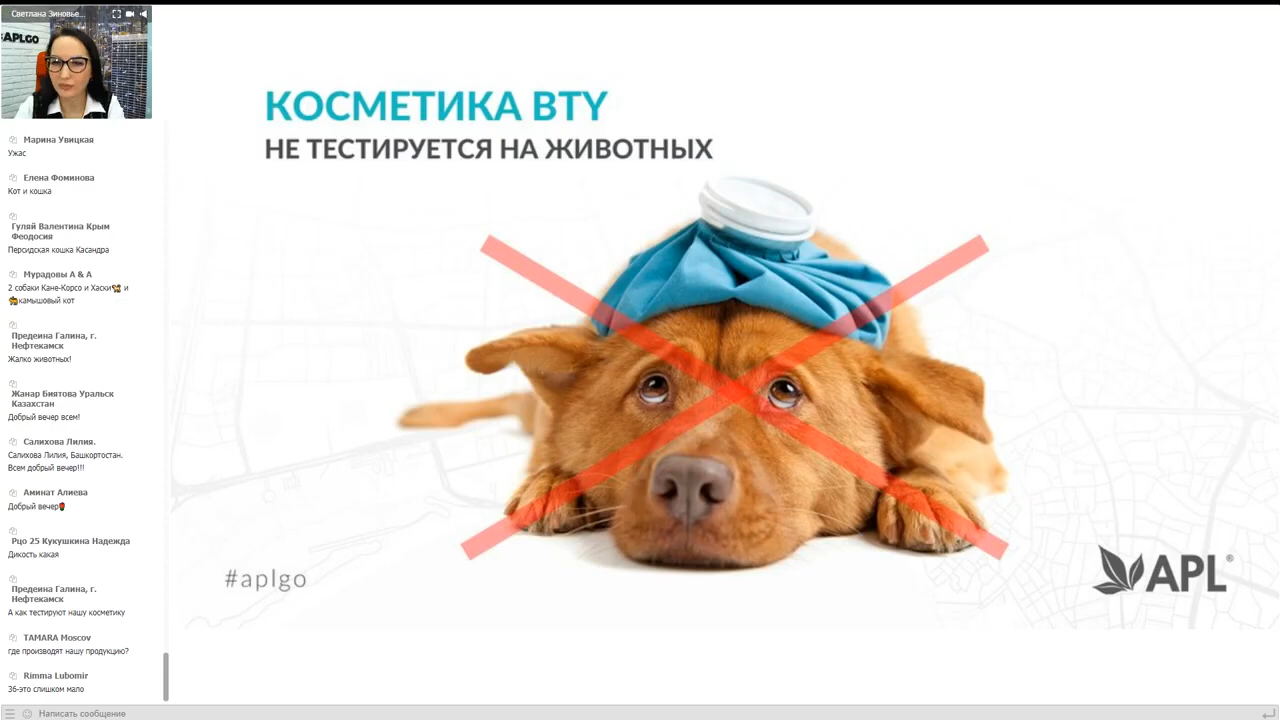 Светлана Зиновье...
APLGO
Марина Увицкая
Ужас
Елена Фоминова
Кот и кошка
Гуляй Валентина Крым
Феодосия
Персидская кошка Касандра
Мурадовы А & А
2 собаки Кане-Корсо и Хаски🐕 и
🐅камышовый кот
Предеина Галина, г.
Нефтекамск
Жалко животных!
Жанар Биятова Уральск
Казахстан
Добрый вечер всем!
Салихова Лилия.
Салихова Лилия, Башкортостан.
Всем добрый вечер!!!
Аминат Алиева
Добрый вечер🌹
Рцо 25 Кукушкина Надежда
Дикость какая
Предеина Галина, г.
Нефтекамск
А как тестируют нашу косметику
TAMARA Moscov
где производят нашу продукцию?
Rimma Lubomir
36-это слишком мало
Написать сообщение
КОСМЕТИКА BTY
НЕ ТЕСТИРУЕТСЯ НА ЖИВОТНЫХ
#aplgo
APL®